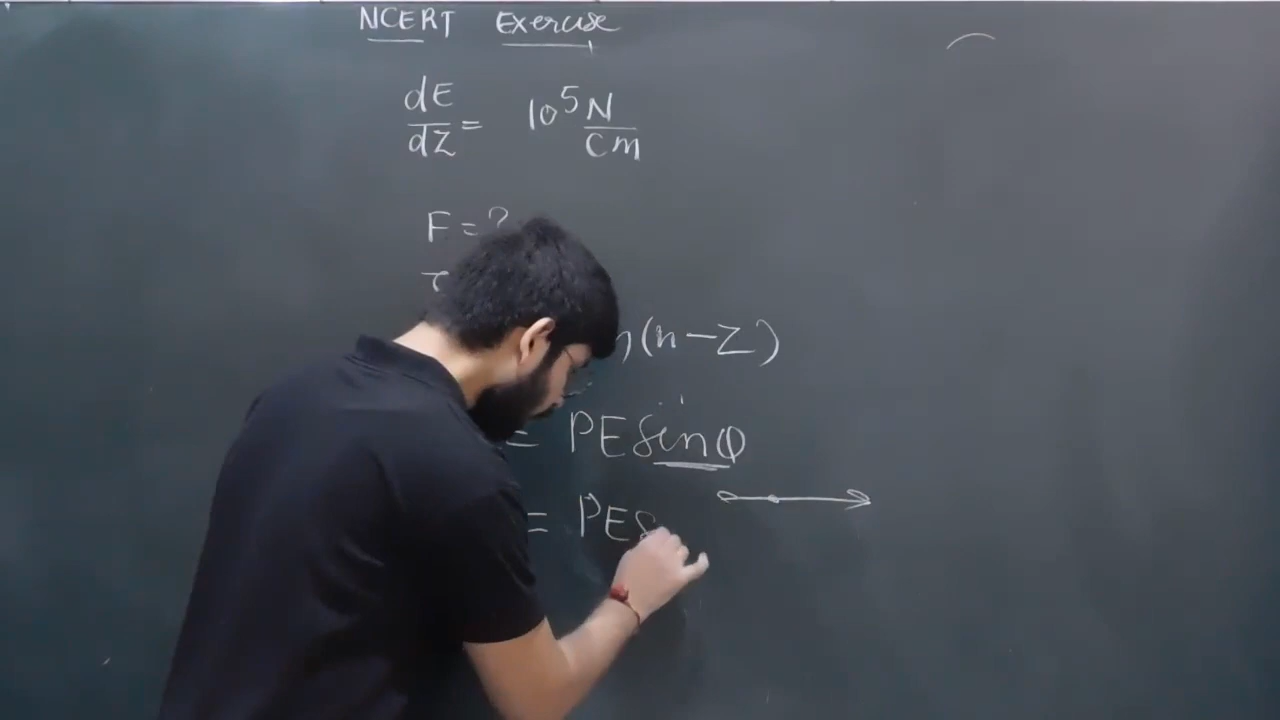 NCERT Exercise
dE/dZ = 10^5 N/Cm
F = ?
τ
(n-Z)
= PE sin φ
= PES